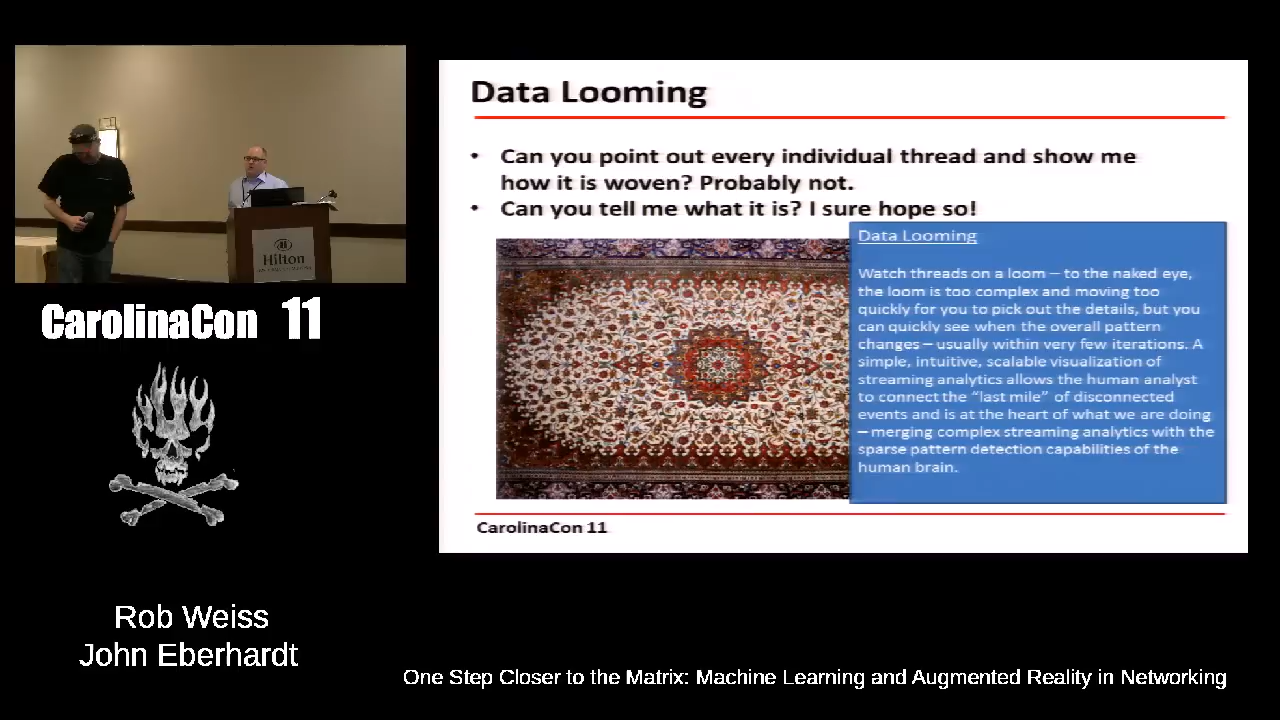 Data Looming
• Can you point out every individual thread and show me
how it is woven? Probably not.
• Can you tell me what it is? I sure hope so!
Data Looming
Watch threads on a loom – to the naked eye,
the loom is too complex and moving too
quickly for you to pick out the details, but you
can quickly see when the overall pattern
changes – usually within very few iterations. A
simple, intuitive, scalable visualization of
streaming analytics allows the human analyst
to connect the “last mile” of disconnected
events and is at the heart of what we are doing
– merging complex streaming analytics with the
sparse pattern detection capabilities of the
human brain.
CarolinaCon 11
Hilton
CarolinaCon 11
Rob Weiss
John Eberhardt
One Step Closer to the Matrix: Machine Learning and Augmented Reality in Networking